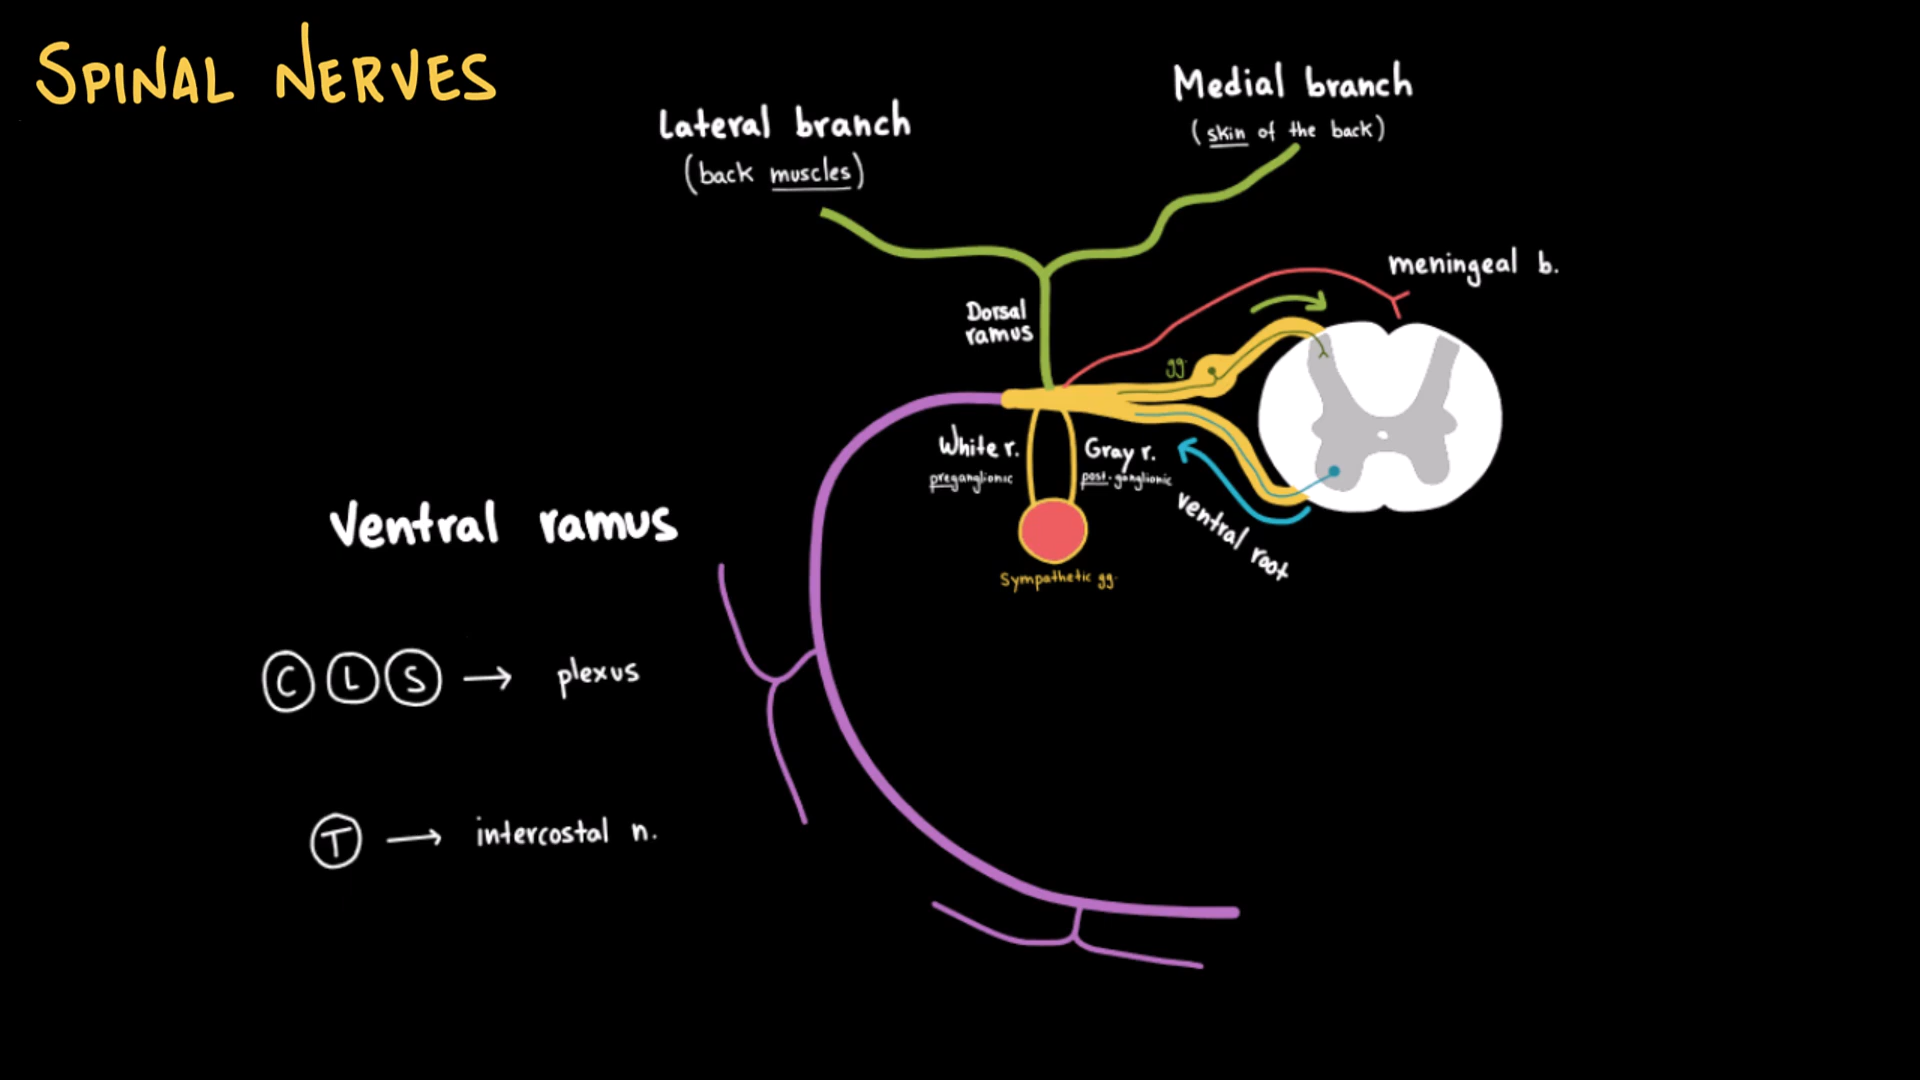 SPINAL NERVES
Lateral branch
(back muscles)
Medial branch
(skin of the back)
meningeal b.
Dorsal
ramus
gg.
White r.
preganglionic
Gray r.
post-ganglionic
ventral root
Sympathetic gg.
Ventral ramus
C L S → plexus
T → intercostal n.